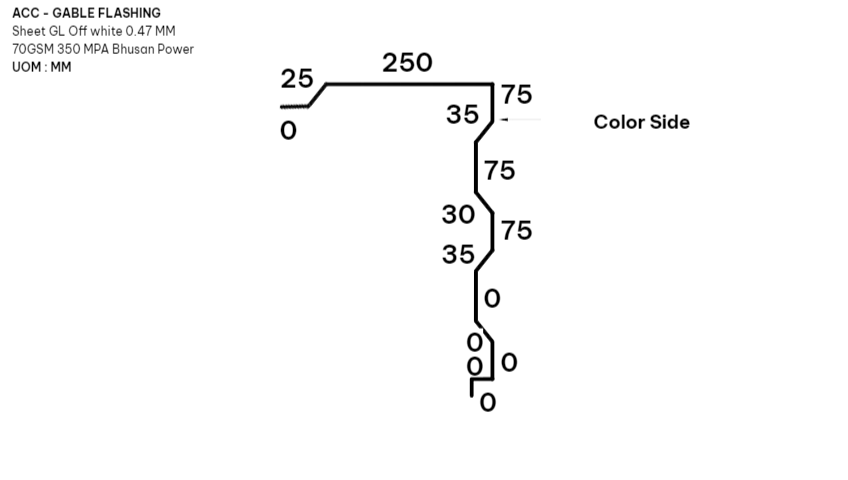 ACC - GABLE FLASHING
Sheet GL Off white 0.47 MM
70GSM 350 MPA Bhusan Power
UOM : MM
250
25
75
35
0
Color Side
75
30
75
35
0
0
0
0
0